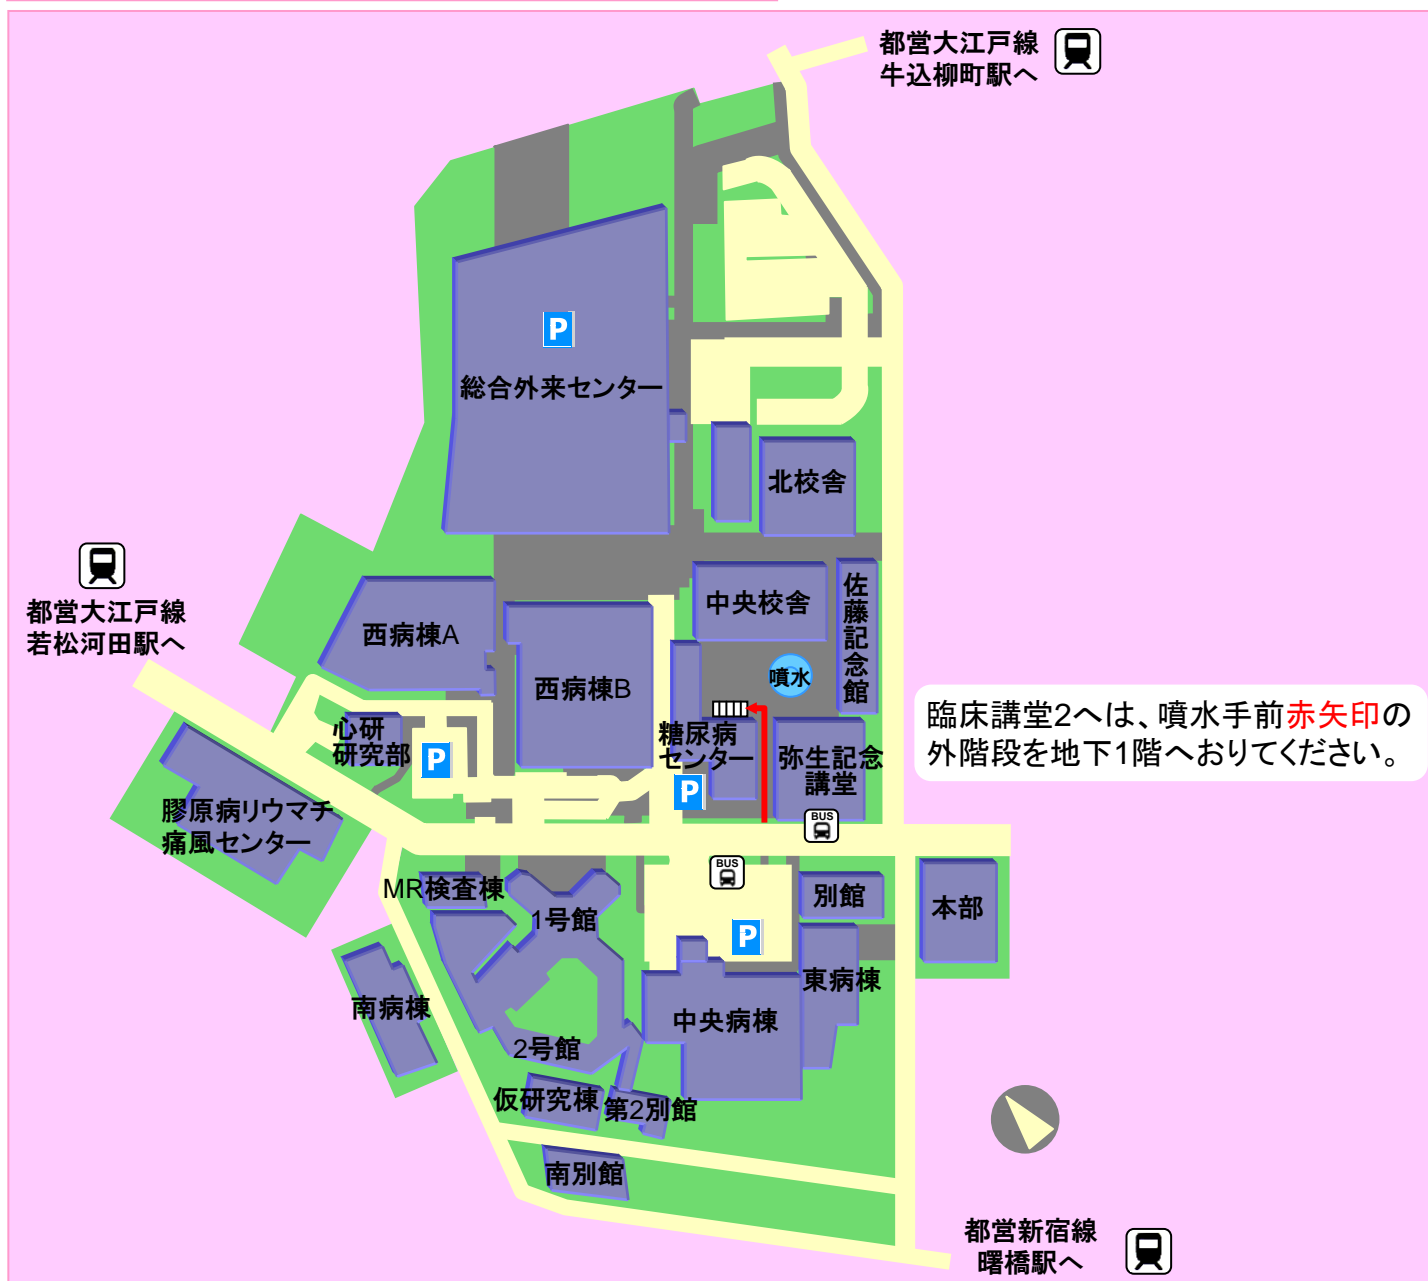 都営大江戸線
牛込柳町駅へ
P
総合外来センター
北校舎
都営大江戸線
若松河田駅へ
中央校舎
佐藤記念館
西病棟A
西病棟B
噴水
臨床講堂2へは、噴水手前赤矢印の
外階段を地下1階へおりてください。
心研
研究部
P
糖尿病
センター
弥生記念
講堂
P
膠原病リウマチ
痛風センター
BUS
BUS
MR検査棟
1号館
別館
本部
P
東病棟
南病棟
中央病棟
2号館
仮研究棟
第2別館
南別館
都営新宿線
曙橋駅へ